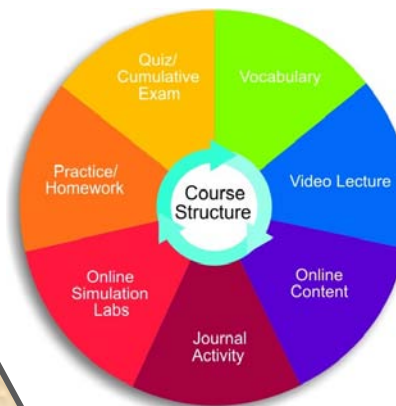 Quiz/
Cumulative
Exam
Vocabulary
Video Lecture
Online
Content
Journal
Activity
Online
Simulation
Labs
Practice/
Homework
Course
Structure